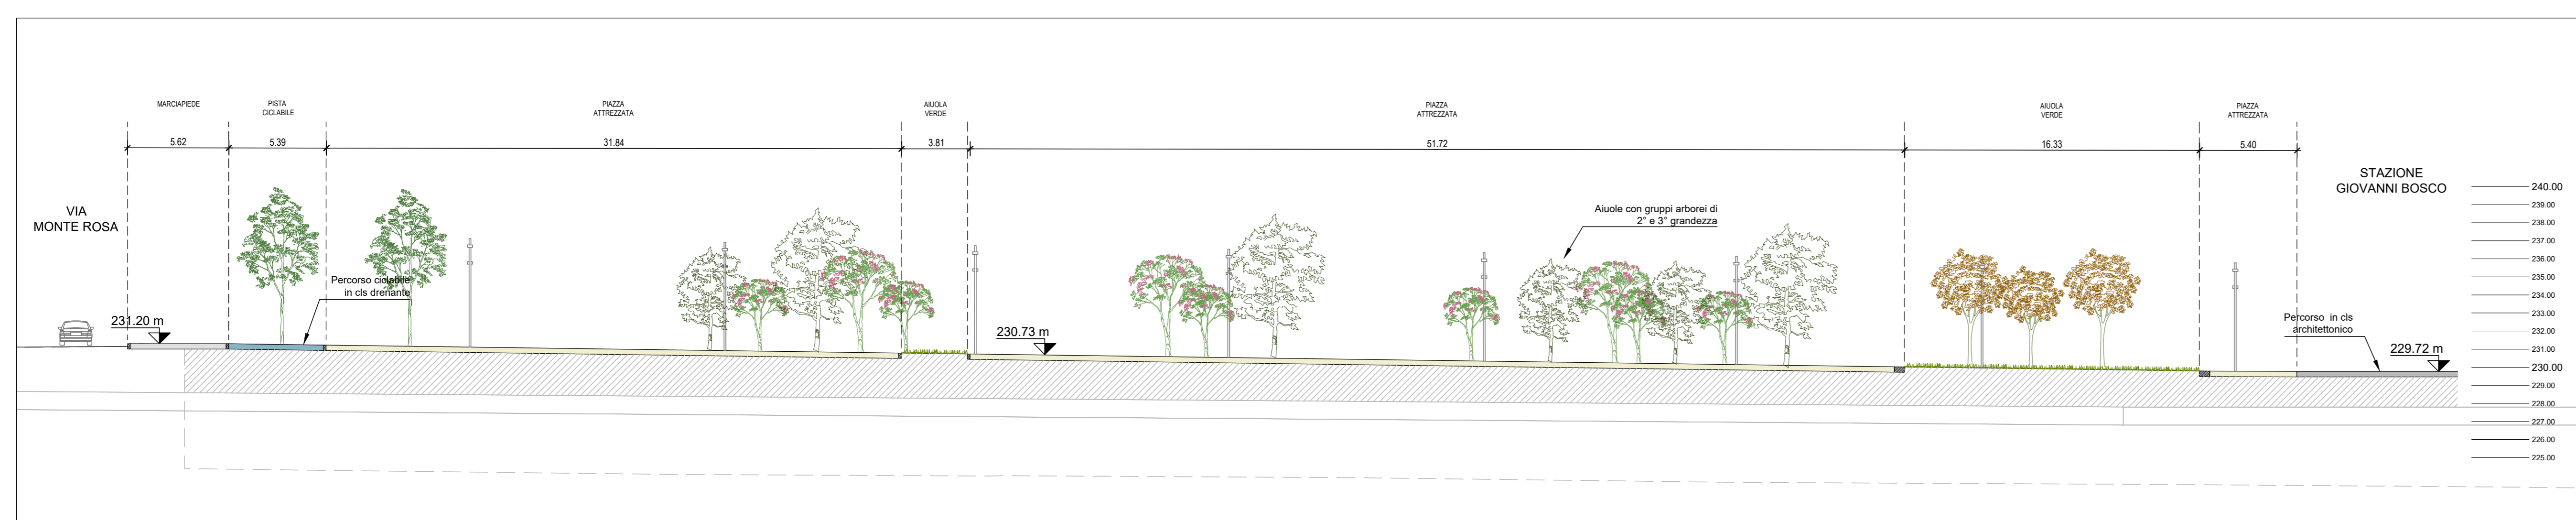 MARCIAPIEDE
PISTA
CICLABILE
PIAZZA
ATTREZZATA
AIUOLA
VERDE
PIAZZA
ATTREZZATA
AIUOLA
VERDE
PIAZZA
ATTREZZATA
5.62
5.39
31.84
3.81
51.72
16.33
5.40
VIA
MONTE ROSA
STAZIONE
GIOVANNI BOSCO
Aiuole con gruppi arborei di
2° e 3° grandezza
Percorso ciclabile
in cls drenante
231.20 m
230.73 m
Percorso in cls
architettonico
229.72 m
240.00
239.00
238.00
237.00
236.00
235.00
234.00
233.00
232.00
231.00
230.00
229.00
228.00
227.00
226.00
225.00